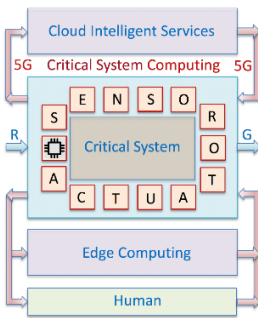 Cloud Intelligent Services
5G Critical System Computing 5G
E N S O
S R
R Critical System O G
A T
C T U A
Edge Computing
Human